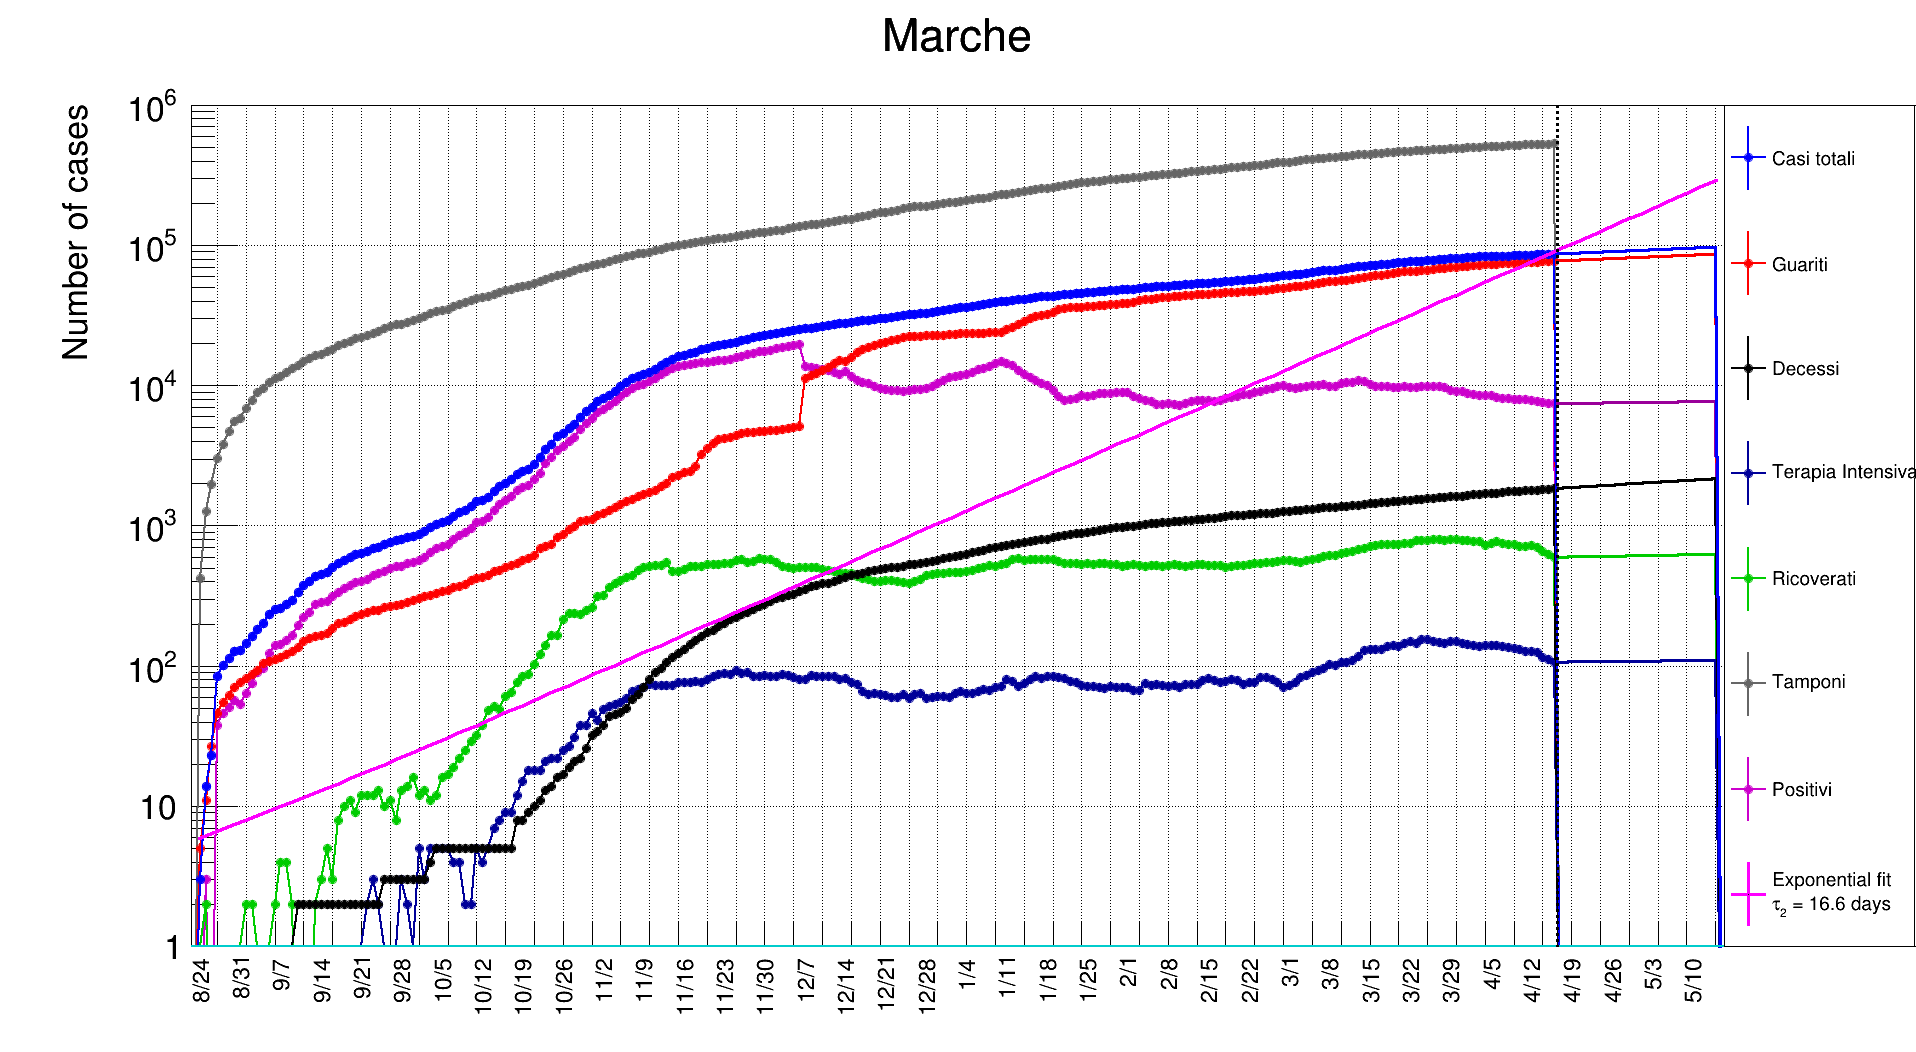 Marche
Number of cases
10^6
10^5
10^4
10^3
10^2
10
1
8/24 8/31 9/7 9/14 9/21 9/28 10/5 10/12 10/19 10/26 11/2 11/9 11/16 11/23 11/30 12/7 12/14 12/21 12/28 1/4 1/11 1/18 1/25 2/1 2/8 2/15 2/22 3/1 3/8 3/15 3/22 3/29 4/5 4/12 4/19 4/26 5/3 5/10
Casi totali
Guariti
Decessi
Terapia Intensiva
Ricoverati
Tamponi
Positivi
Exponential fit
τ₂ = 16.6 days